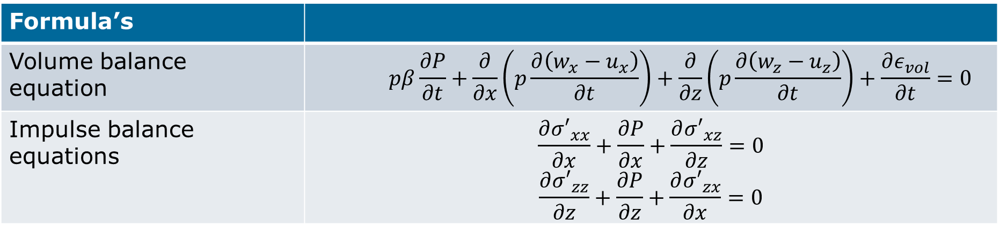 Formula's
Volume balance equation
pβ ∂P/∂t + ∂/∂x (p ∂(w_x − u_x)/∂t) + ∂/∂z (p ∂(w_z − u_z)/∂t) + ∂ϵ_vol/∂t = 0
Impulse balance equations
∂σ′_xx/∂x + ∂P/∂x + ∂σ′_xz/∂z = 0
∂σ′_zz/∂z + ∂P/∂z + ∂σ′_zx/∂x = 0